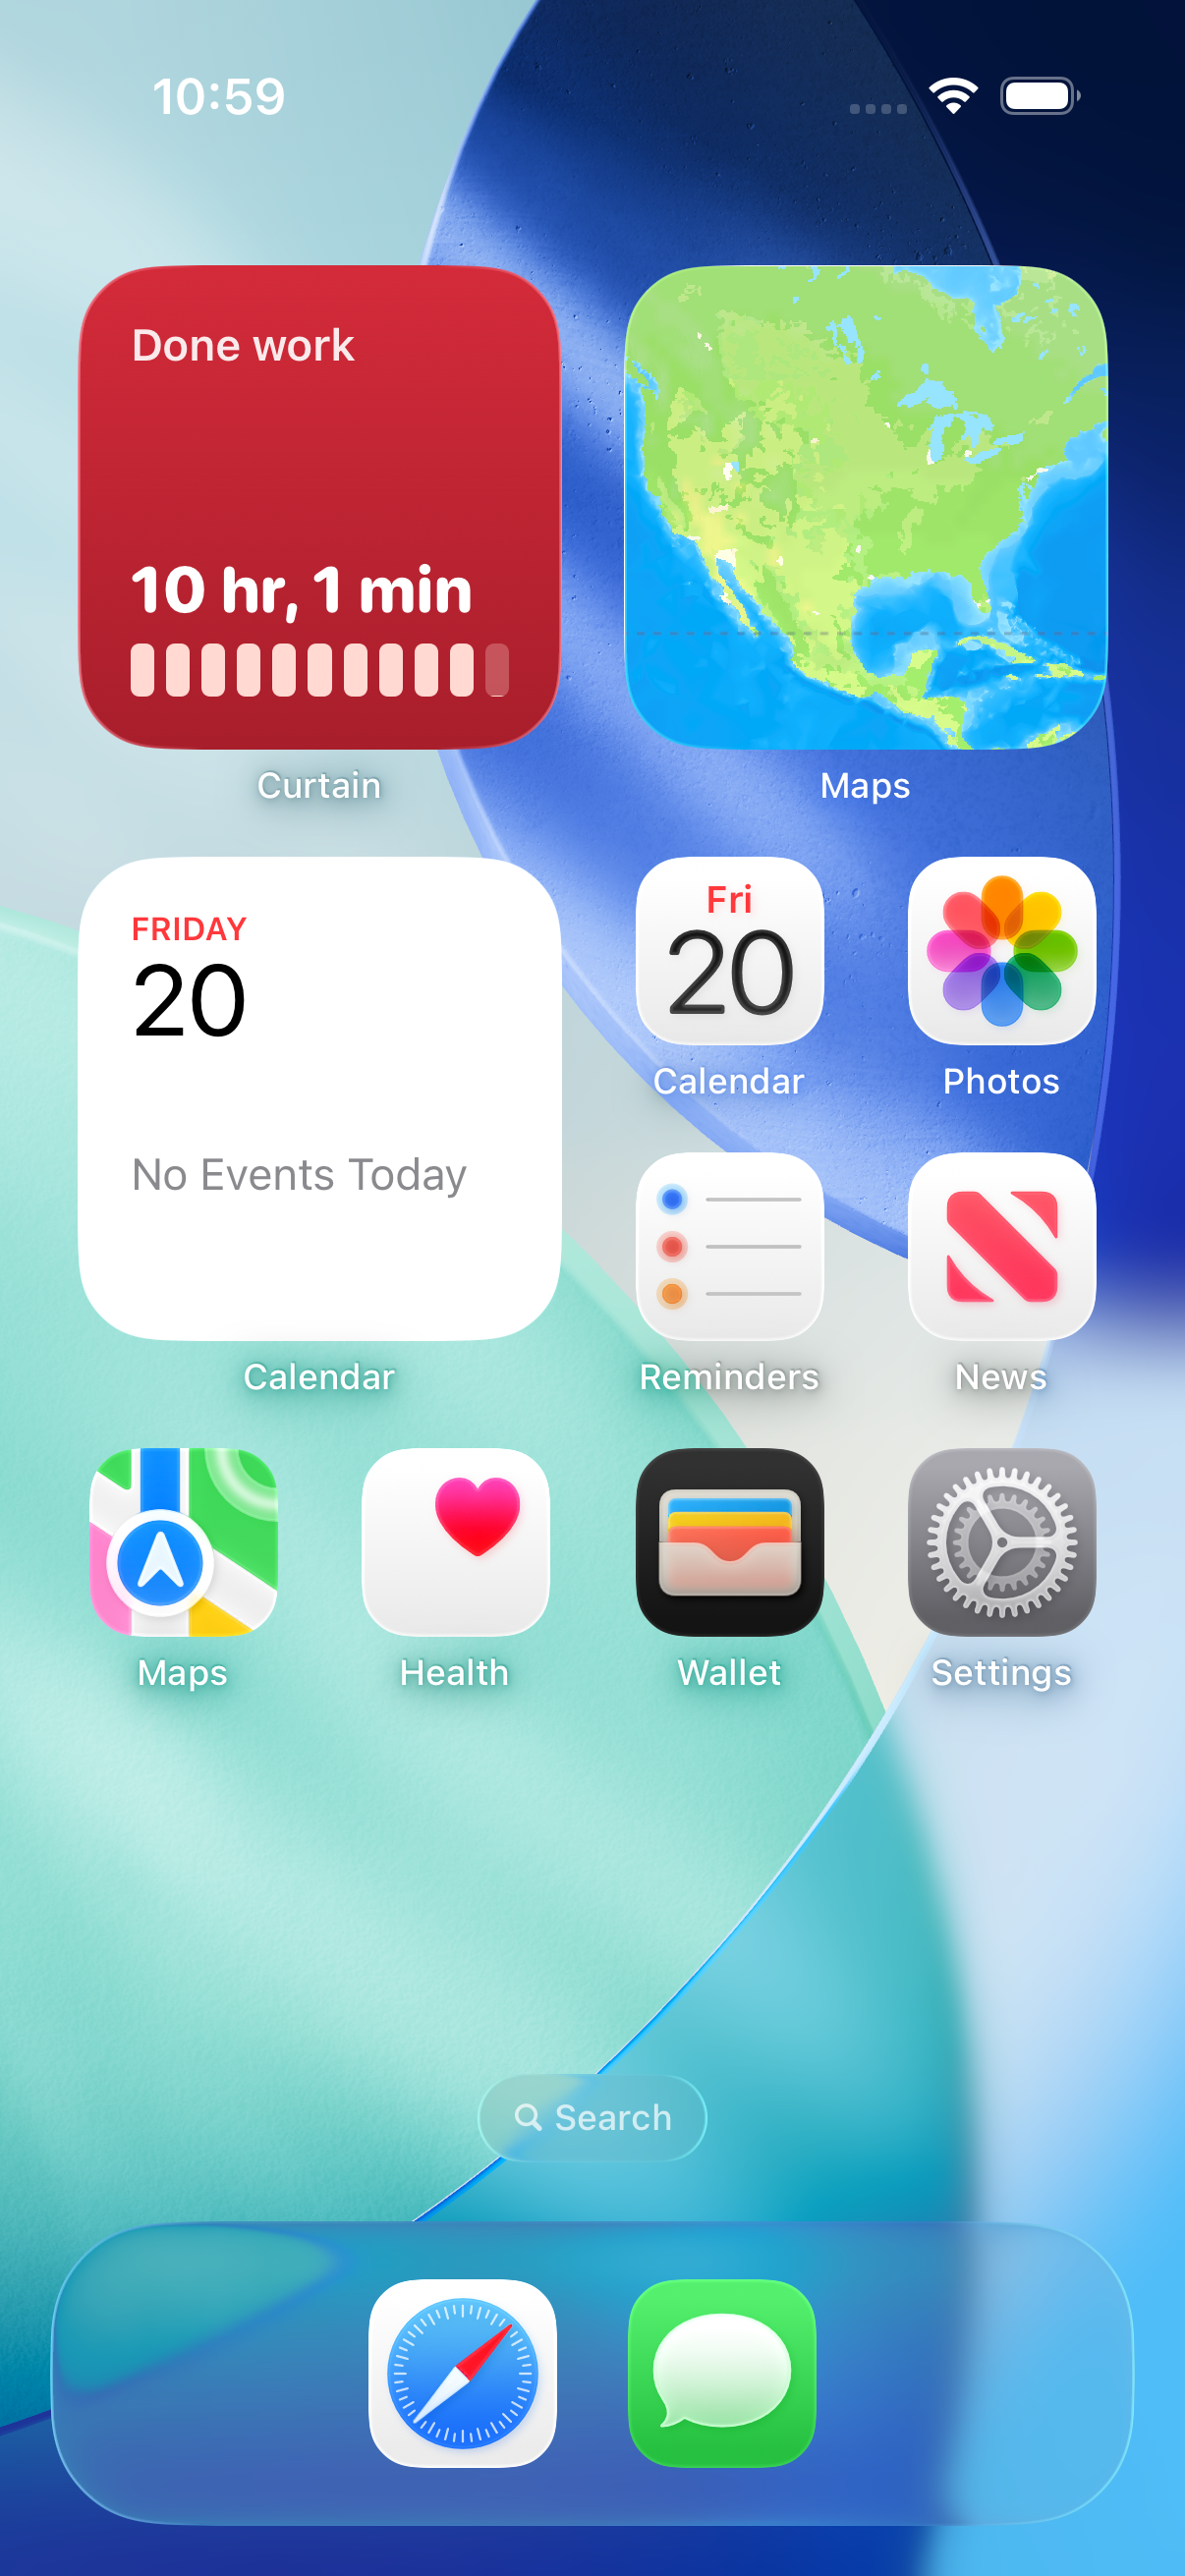 10:59
Done work
10 hr, 1 min
Curtain
Maps
FRIDAY
20
No Events Today
Calendar
Fri
20
Calendar
Photos
Reminders
News
Maps
Health
Wallet
Settings
Search